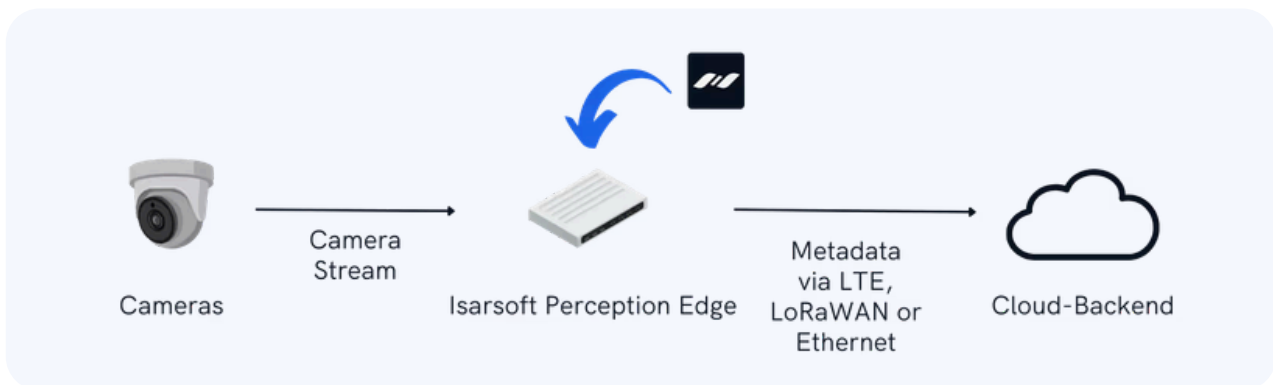 Camera
Stream
Cameras
Isarsoft Perception Edge
Metadata
via LTE,
LoRaWAN or
Ethernet
Cloud-Backend